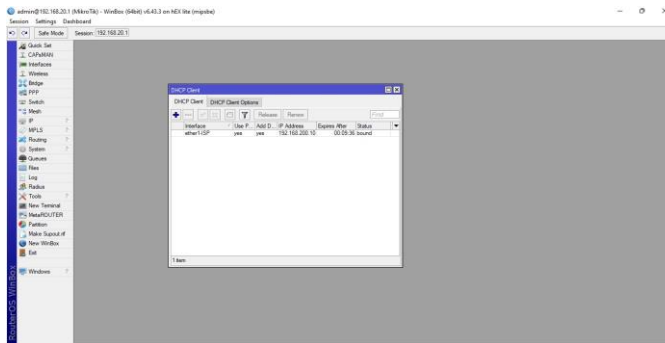 admin@192.168.20.1 (MikroTik) - WinBox (64bit) v6.43.3 on hEX lite (mipsbe)
Session Settings Dashboard
Safe Mode Session: 192.168.20.1
Quick Set
CAPsMAN
Interfaces
Wireless
Bridge
PPP
Switch
Mesh
IP
MPLS
Routing
System
Queues
Files
Log
Radius
Tools
New Terminal
MetaROUTER
Partition
Make Supout.rif
New WinBox
Exit
Windows
RouterOS WinBox
DHCP Client
DHCP Client DHCP Client Options
Release Renew Find
Interface Use P... Add D... IP Address Expires After Status
ether1-ISP yes yes 192.168.200.10 00:09:36 bound
1 item